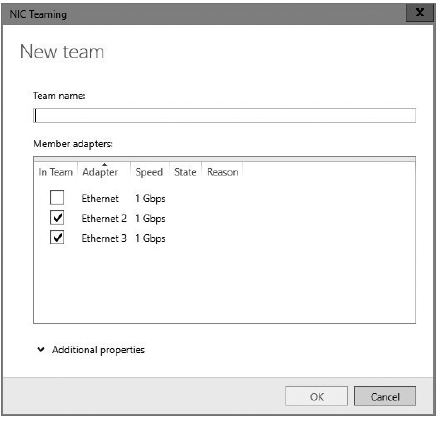 NIC Teaming
X
New team
Team name:
Member adapters:
In Team Adapter Speed State Reason
Ethernet 1 Gbps
Ethernet 2 1 Gbps
Ethernet 3 1 Gbps
Additional properties
OK Cancel